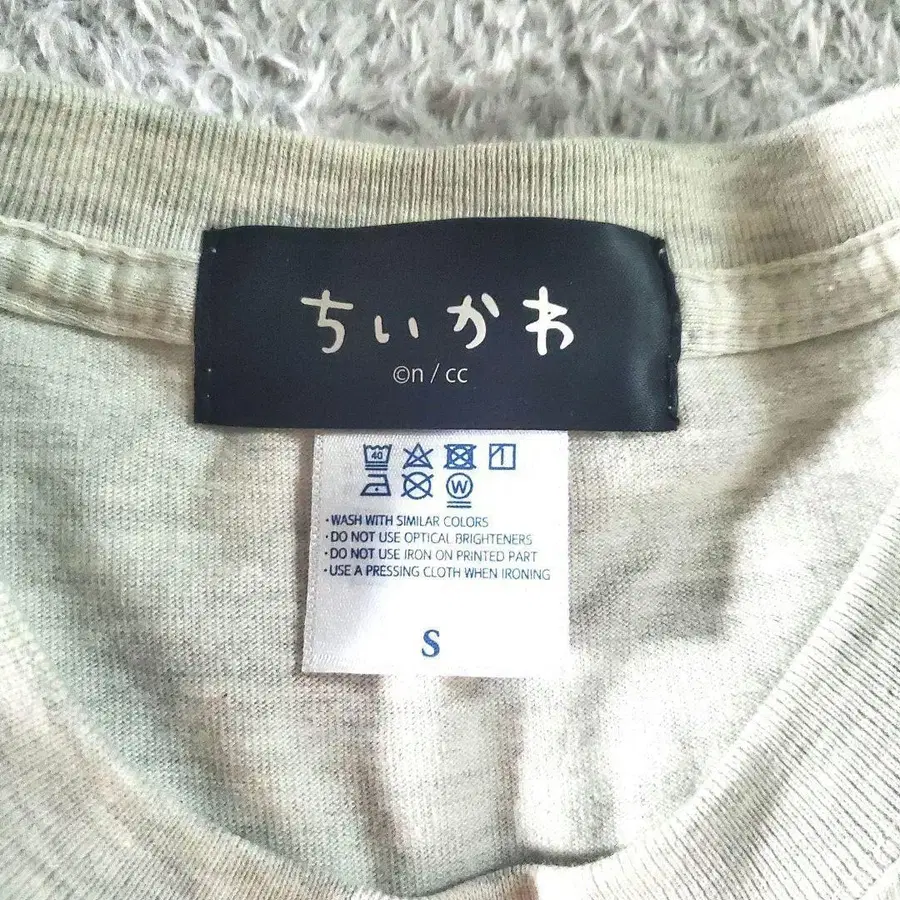 ちいかわ
©n / cc
40
W
・WASH WITH SIMILAR COLORS
・DO NOT USE OPTICAL BRIGHTENERS
・DO NOT USE IRON ON PRINTED PART
・USE A PRESSING CLOTH WHEN IRONING
S